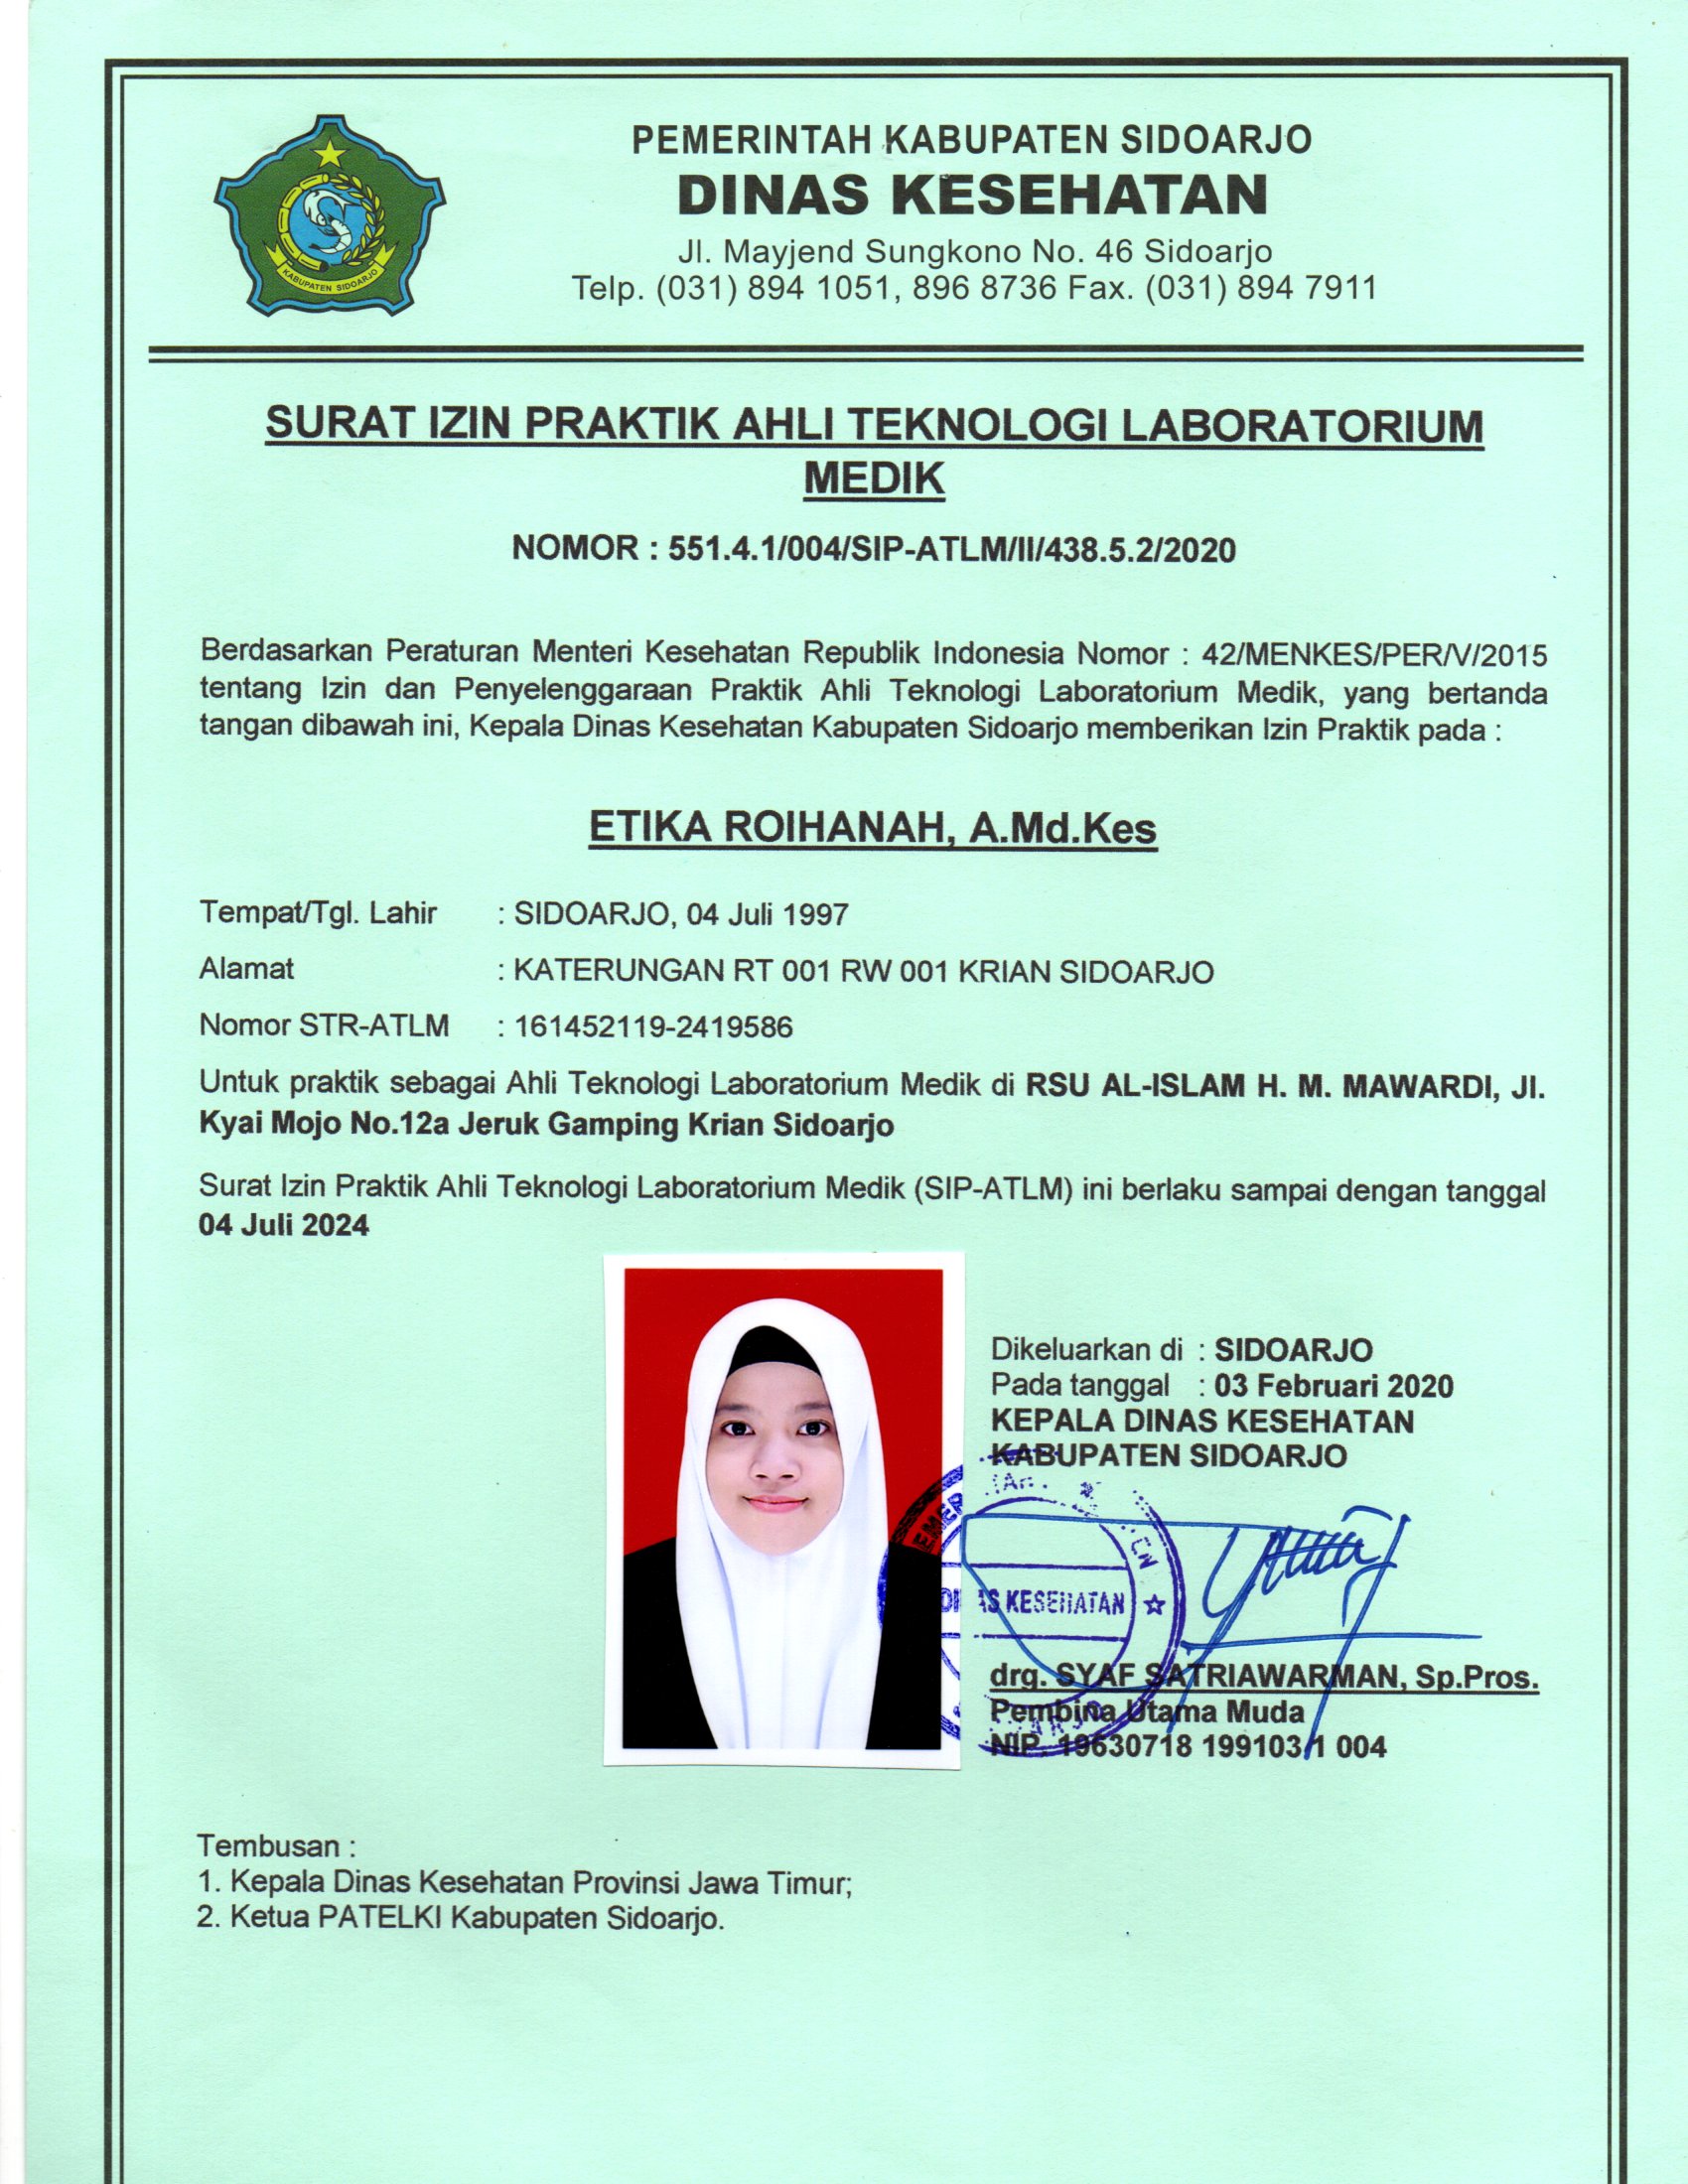 PEMERINTAH KABUPATEN SIDOARJO
DINAS KESEHATAN
Jl. Mayjend Sungkono No. 46 Sidoarjo
Telp. (031) 894 1051, 896 8736 Fax. (031) 894 7911
KABUPATEN SIDOARJO
SURAT IZIN PRAKTIK AHLI TEKNOLOGI LABORATORIUM
MEDIK
NOMOR : 551.4.1/004/SIP-ATLM/II/438.5.2/2020
Berdasarkan Peraturan Menteri Kesehatan Republik Indonesia Nomor : 42/MENKES/PER/V/2015
tentang Izin dan Penyelenggaraan Praktik Ahli Teknologi Laboratorium Medik, yang bertanda
tangan dibawah ini, Kepala Dinas Kesehatan Kabupaten Sidoarjo memberikan Izin Praktik pada :
ETIKA ROIHANAH, A.Md.Kes
Tempat/Tgl. Lahir : SIDOARJO, 04 Juli 1997
Alamat : KATERUNGAN RT 001 RW 001 KRIAN SIDOARJO
Nomor STR-ATLM : 161452119-2419586
Untuk praktik sebagai Ahli Teknologi Laboratorium Medik di RSU AL-ISLAM H. M. MAWARDI, Jl.
Kyai Mojo No.12a Jeruk Gamping Krian Sidoarjo
Surat Izin Praktik Ahli Teknologi Laboratorium Medik (SIP-ATLM) ini berlaku sampai dengan tanggal
04 Juli 2024
Dikeluarkan di : SIDOARJO
Pada tanggal : 03 Februari 2020
KEPALA DINAS KESEHATAN
KABUPATEN SIDOARJO
KESEHATAN
drg. SYAF SATRIAWARMAN, Sp.Pros.
Pembina Utama Muda
NIP. 19630718 199103 1 004
Tembusan :
1. Kepala Dinas Kesehatan Provinsi Jawa Timur;
2. Ketua PATELKI Kabupaten Sidoarjo.